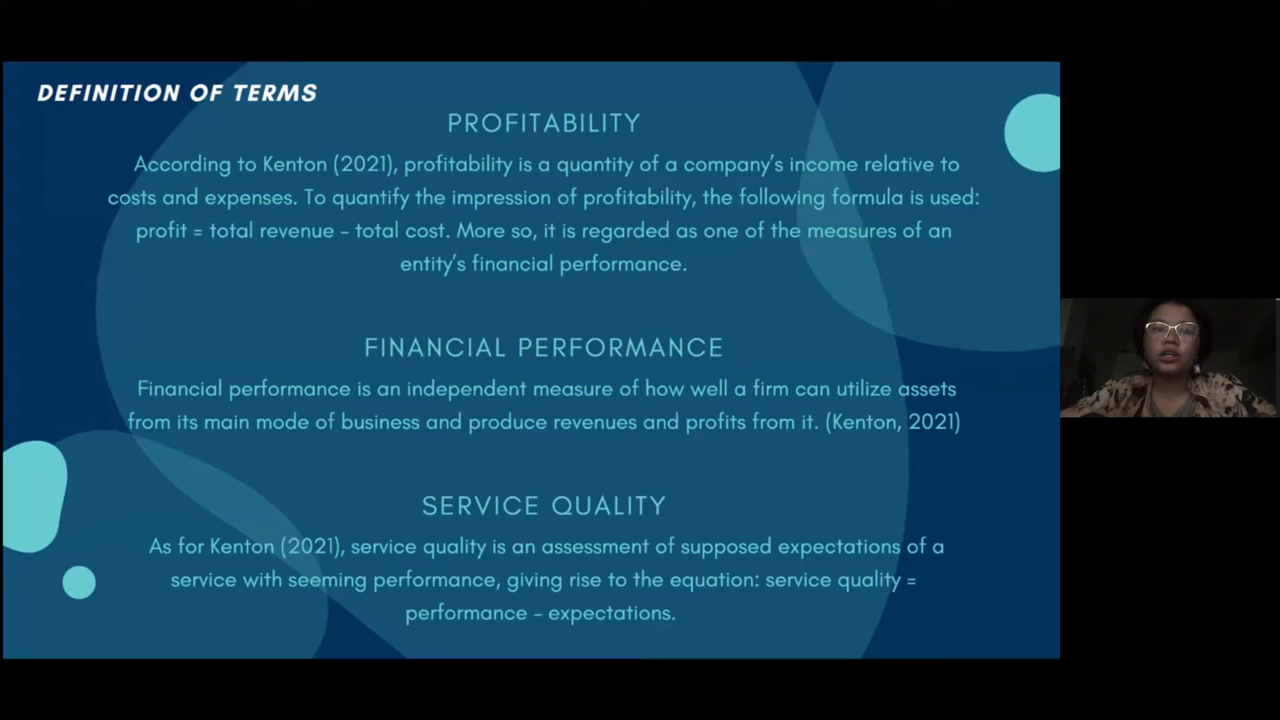 DEFINITION OF TERMS
PROFITABILITY
According to Kenton (2021), profitability is a quantity of a company's income relative to
costs and expenses. To quantify the impression of profitability, the following formula is used:
profit = total revenue - total cost. More so, it is regarded as one of the measures of an
entity's financial performance.
FINANCIAL PERFORMANCE
Financial performance is an independent measure of how well a firm can utilize assets
from its main mode of business and produce revenues and profits from it. (Kenton, 2021)
SERVICE QUALITY
As for Kenton (2021), service quality is an assessment of supposed expectations of a
service with seeming performance, giving rise to the equation: service quality =
performance - expectations.